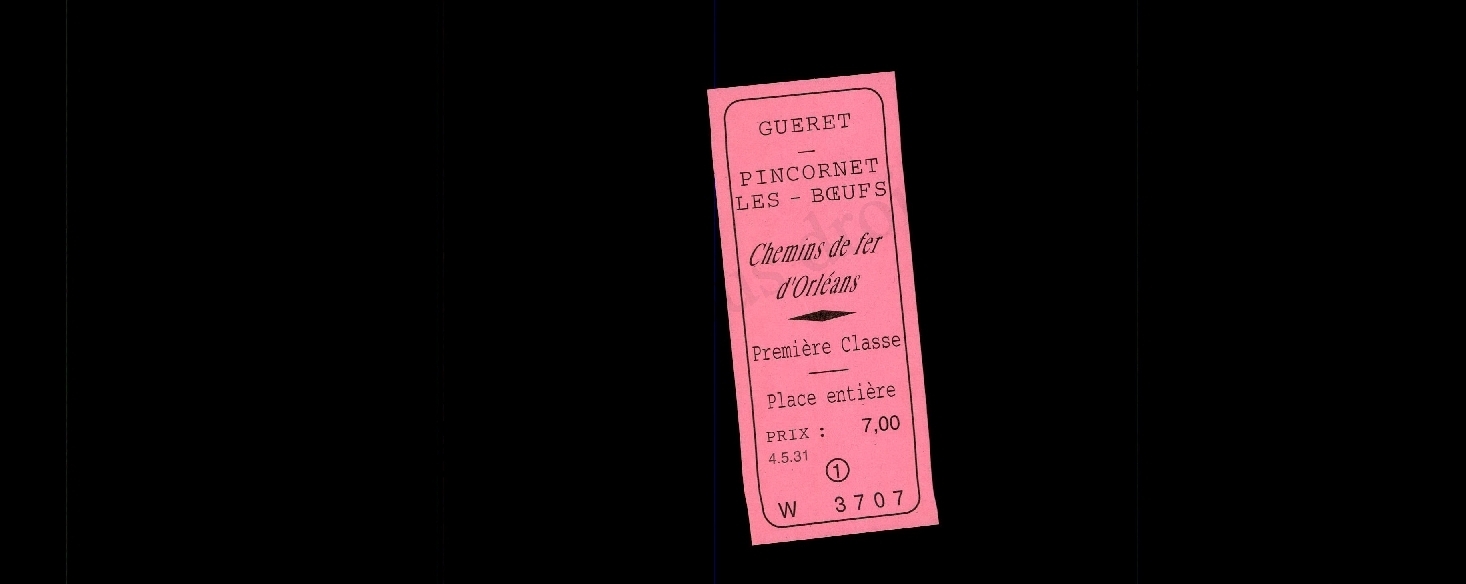 GUERET
—
PINCORNET
LES - BŒUFS
Chemins de fer
d'Orléans
Première Classe
Place entière
PRIX : 7,00
4.5.31
1
W 3707